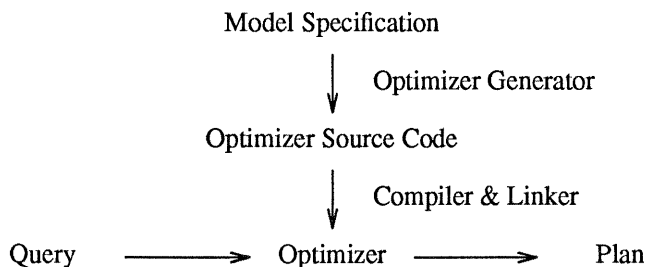 Model Specification
Optimizer Generator
Optimizer Source Code
Compiler & Linker
Query Optimizer Plan